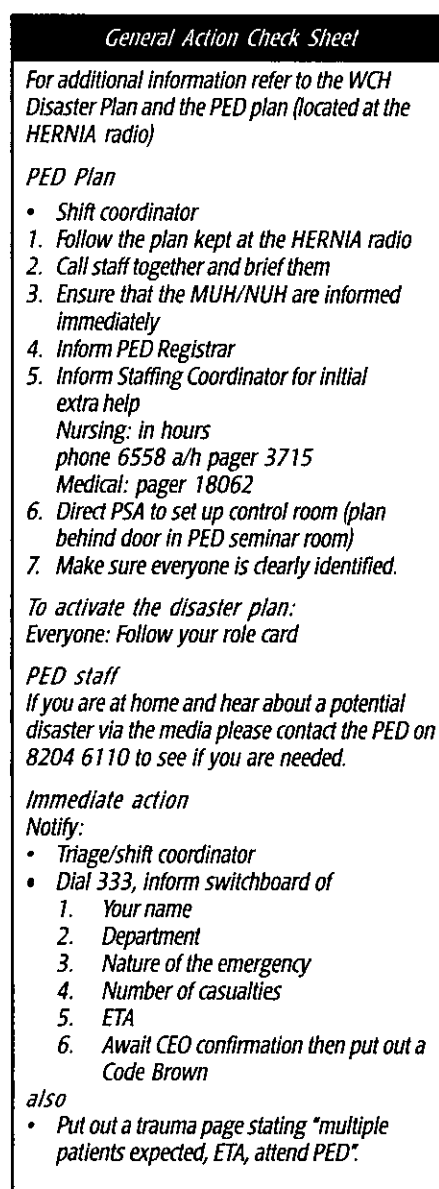 General Action Check Sheet
For additional information refer to the WCH
Disaster Plan and the PED plan (located at the
HERNIA radio)
PED Plan
• Shift coordinator
1. Follow the plan kept at the HERNIA radio
2. Call staff together and brief them
3. Ensure that the MUH/NUH are informed
immediately
4. Inform PED Registrar
5. Inform Staffing Coordinator for initial
extra help
Nursing: in hours
phone 6558 a/h pager 3715
Medical: pager 18062
6. Direct PSA to set up control room (plan
behind door in PED seminar room)
7. Make sure everyone is clearly identified.
To activate the disaster plan:
Everyone: Follow your role card
PED staff
If you are at home and hear about a potential
disaster via the media please contact the PED on
8204 6110 to see if you are needed.
Immediate action
Notify:
• Triage/shift coordinator
• Dial 333, inform switchboard of
1. Your name
2. Department
3. Nature of the emergency
4. Number of casualties
5. ETA
6. Await CEO confirmation then put out a
Code Brown
also
• Put out a trauma page stating "multiple
patients expected, ETA, attend PED".